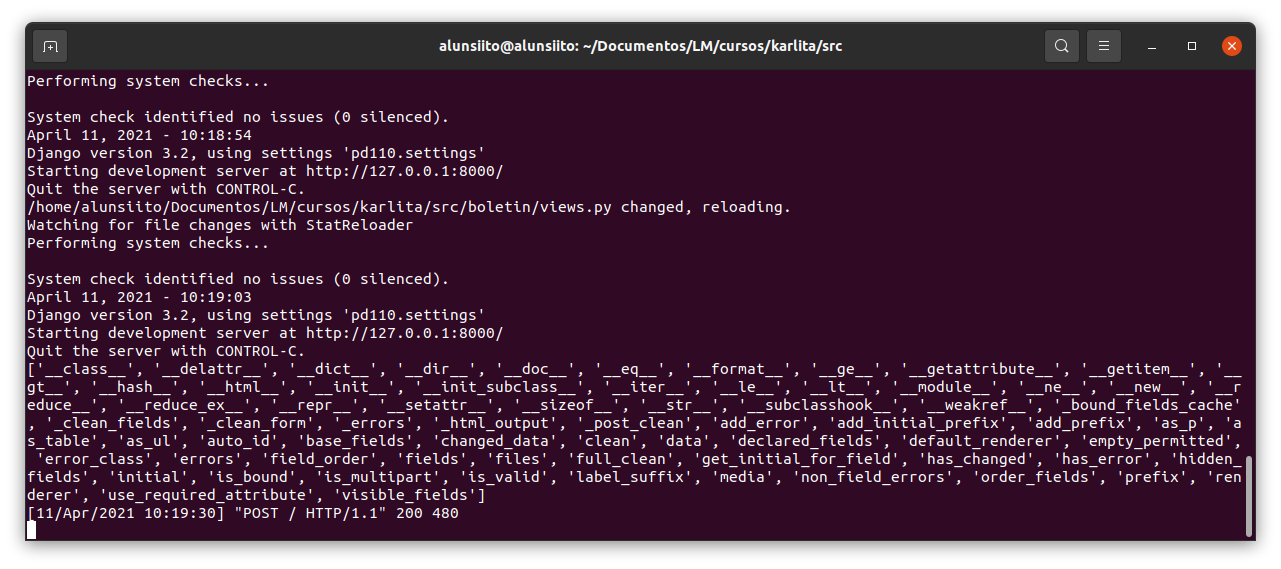 alunsiito@alunsiito: ~/Documentos/LM/cursos/karlita/src
Performing system checks...
System check identified no issues (0 silenced).
April 11, 2021 - 10:18:54
Django version 3.2, using settings 'pd110.settings'
Starting development server at http://127.0.0.1:8000/
Quit the server with CONTROL-C.
/home/alunsiito/Documentos/LM/cursos/karlita/src/boletin/views.py changed, reloading.
Watching for file changes with StatReloader
Performing system checks...
System check identified no issues (0 silenced).
April 11, 2021 - 10:19:03
Django version 3.2, using settings 'pd110.settings'
Starting development server at http://127.0.0.1:8000/
Quit the server with CONTROL-C.
['__class__', '__delattr__', '__dict__', '__dir__', '__doc__', '__eq__', '__format__', '__ge__', '__getattribute__', '__getitem__', '__
gt__', '__hash__', '__html__', '__init__', '__init_subclass__', '__iter__', '__le__', '__lt__', '__module__', '__ne__', '__new__', '__r
educe__', '__reduce_ex__', '__repr__', '__setattr__', '__sizeof__', '__str__', '__subclasshook__', '__weakref__', '_bound_fields_cache'
, '_clean_fields', '_clean_form', '_errors', '_html_output', '_post_clean', 'add_error', 'add_initial_prefix', 'add_prefix', 'as_p', 'a
s_table', 'as_ul', 'auto_id', 'base_fields', 'changed_data', 'clean', 'data', 'declared_fields', 'default_renderer', 'empty_permitted',
 'error_class', 'errors', 'field_order', 'fields', 'files', 'full_clean', 'get_initial_for_field', 'has_changed', 'has_error', 'hidden_
fields', 'initial', 'is_bound', 'is_multipart', 'is_valid', 'label_suffix', 'media', 'non_field_errors', 'order_fields', 'prefix', 'ren
derer', 'use_required_attribute', 'visible_fields']
[11/Apr/2021 10:19:30] "POST / HTTP/1.1" 200 480